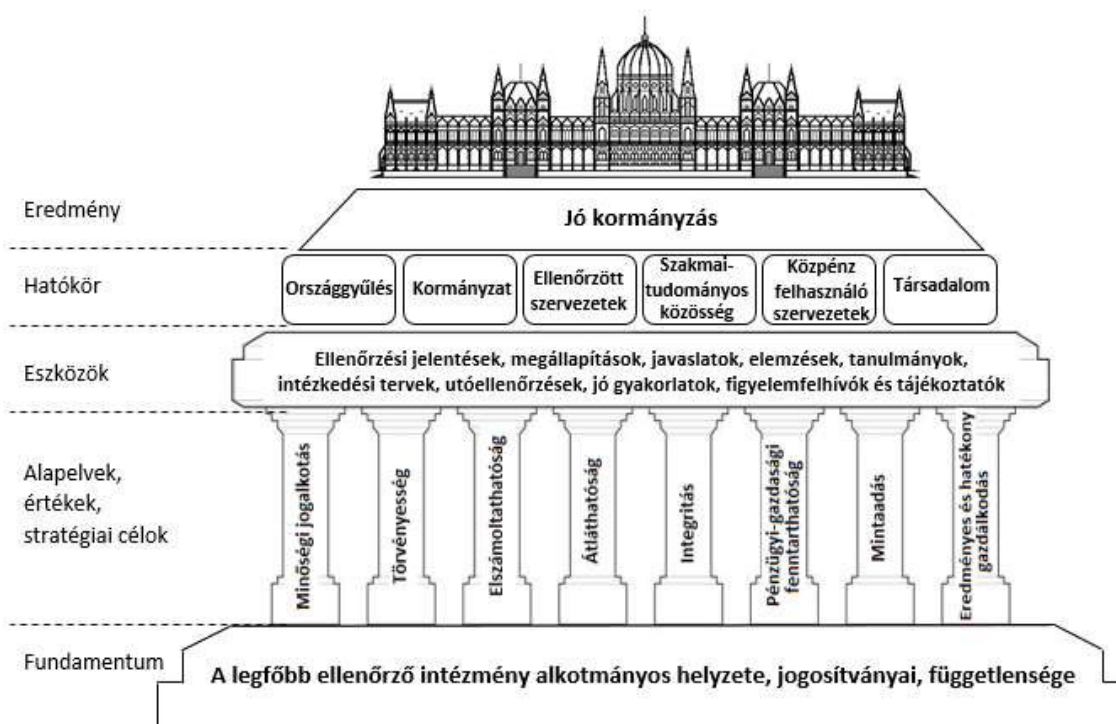 Eredmény
Jó kormányzás
Hatókör
Országgyűlés
Kormányzat
Ellenőrzött
szervezetek
Szakmai-
tudományos
közösség
Közpénz
felhasználó
szervezetek
Társadalom
Eszközök
Ellenőrzési jelentések, megállapítások, javaslatok, elemzések, tanulmányok,
intézkedési tervek, utóellenőrzések, jó gyakorlatok, figyelemfelhívók és tájékoztatók
Alapelvek,
értékek,
stratégiai célok
Minőségi jogalkotás
Törvényesség
Elszámoltathatóság
Átláthatóság
Integritás
Pénzügyi-gazdasági
fenntarthatóság
Mintaadás
Eredményes és hatékony
gazdálkodás
Fundamentum
A legfőbb ellenőrző intézmény alkotmányos helyzete, jogosítványai, függetlensége